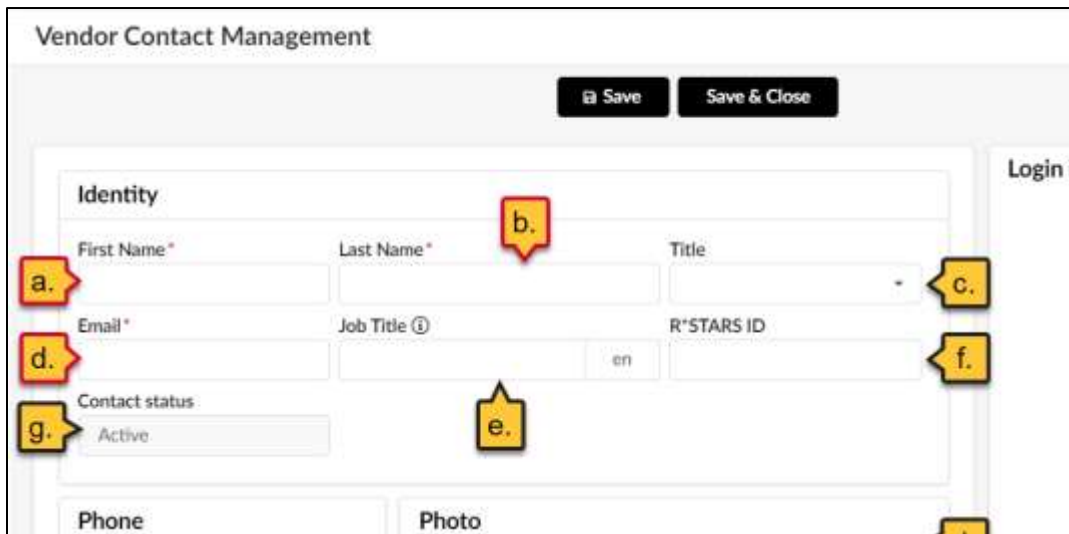 Vendor Contact Management
Save Save & Close
Login
Identity
b.
First Name* Last Name* Title
a. c.
Email* Job Title ⓘ R*STARS ID
d. en f.
Contact status
g. Active e.
Phone Photo